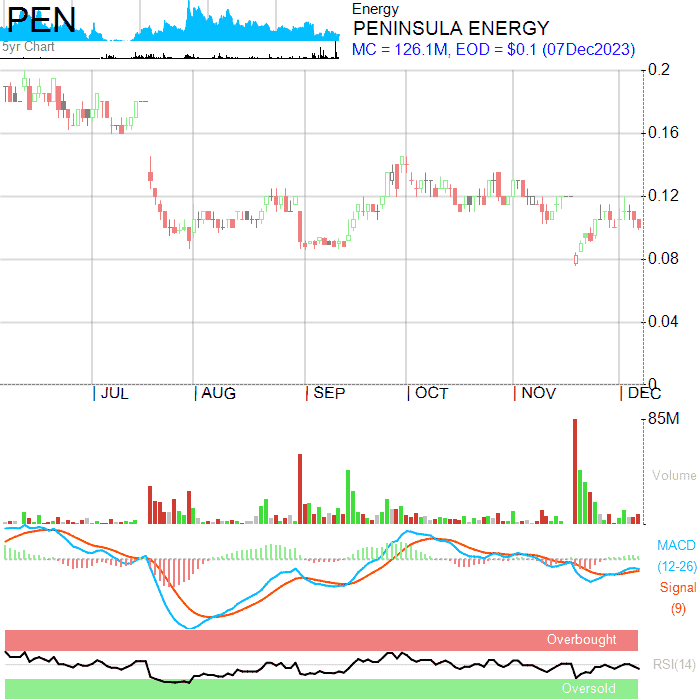 PEN
5yr Chart
Energy
PENINSULA ENERGY
MC = 126.1M, EOD = $0.1 (07Dec2023)
0.2
0.16
0.12
0.08
0.04
0
JUL AUG SEP OCT NOV DEC
85M
Volume
MACD
(12-26)
Signal
(9)
Overbought
RSI(14)
Oversold